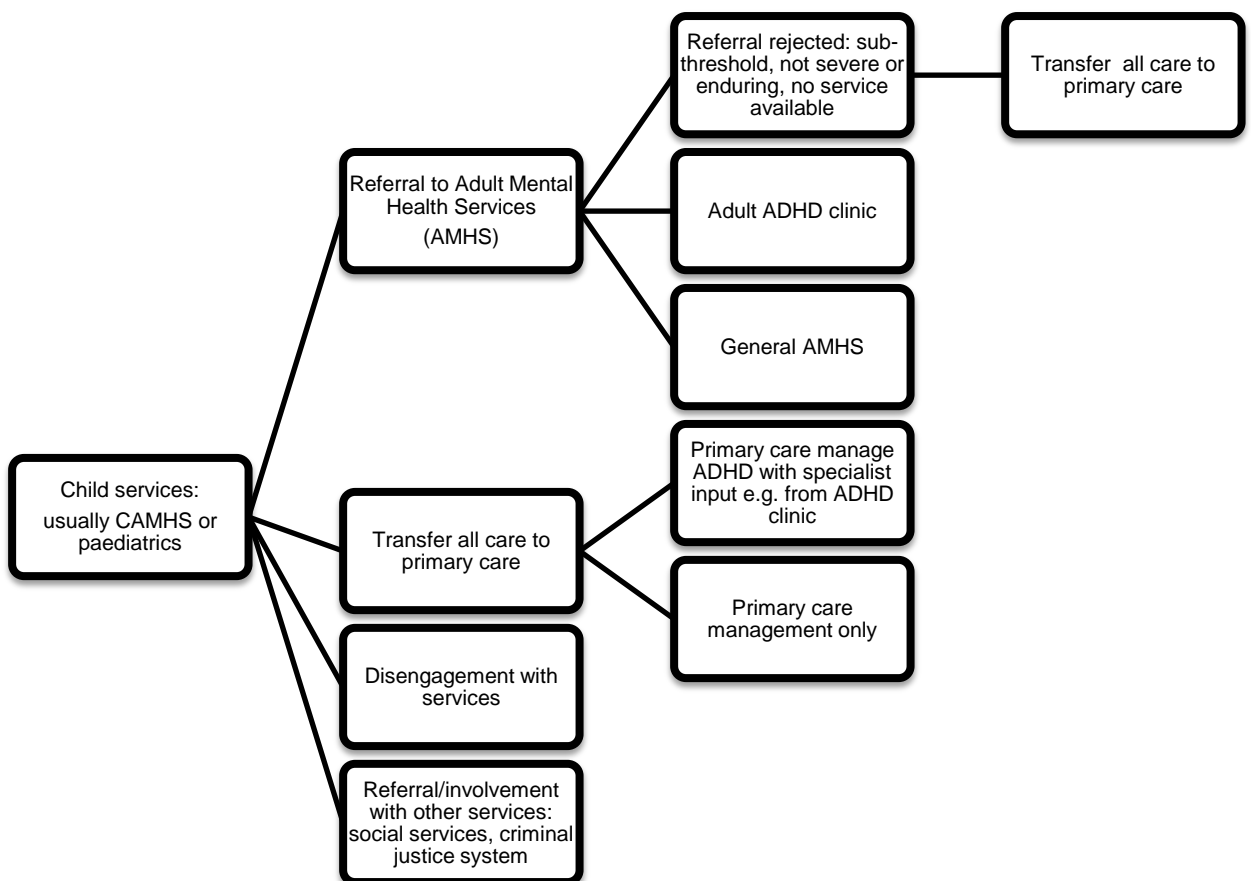 Child services:
usually CAMHS or
paediatrics
Referral to Adult Mental
Health Services
(AMHS)
Referral rejected: sub-
threshold, not severe or
enduring, no service
available
Transfer  all care to
primary care
Adult ADHD clinic
General AMHS
Transfer all care to
primary care
Primary care manage
ADHD with specialist
input e.g. from ADHD
clinic
Primary care
management only
Disengagement with
services
Referral/involvement
with other services:
social services, criminal
justice system